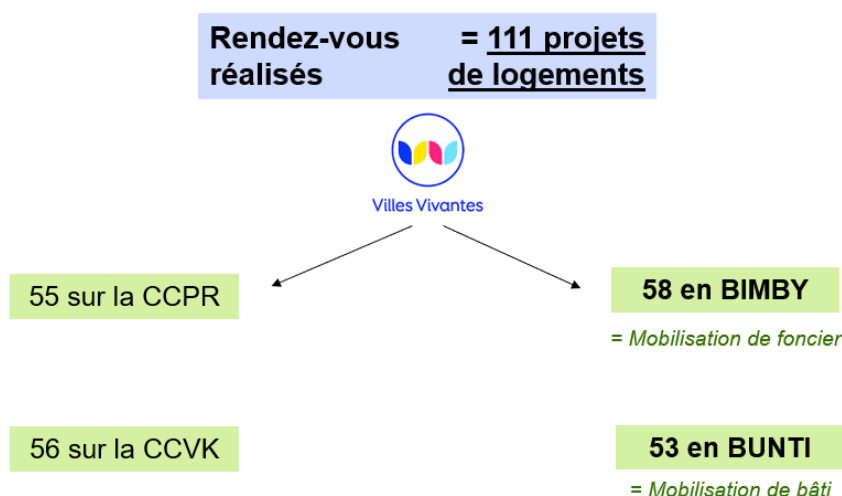 Rendez-vous = 111 projets
réalisés de logements
Villes Vivantes
55 sur la CCPR
58 en BIMBY
= Mobilisation de foncier
56 sur la CCVK
53 en BUNTI
= Mobilisation de bâti